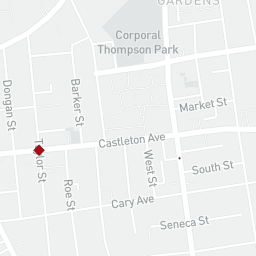 GARDENS
Corporal
Thompson Park
Dongan St
Barker St
Market St
Castleton Ave
Taylor St
Roe St
West St
South St
Cary Ave
Seneca St